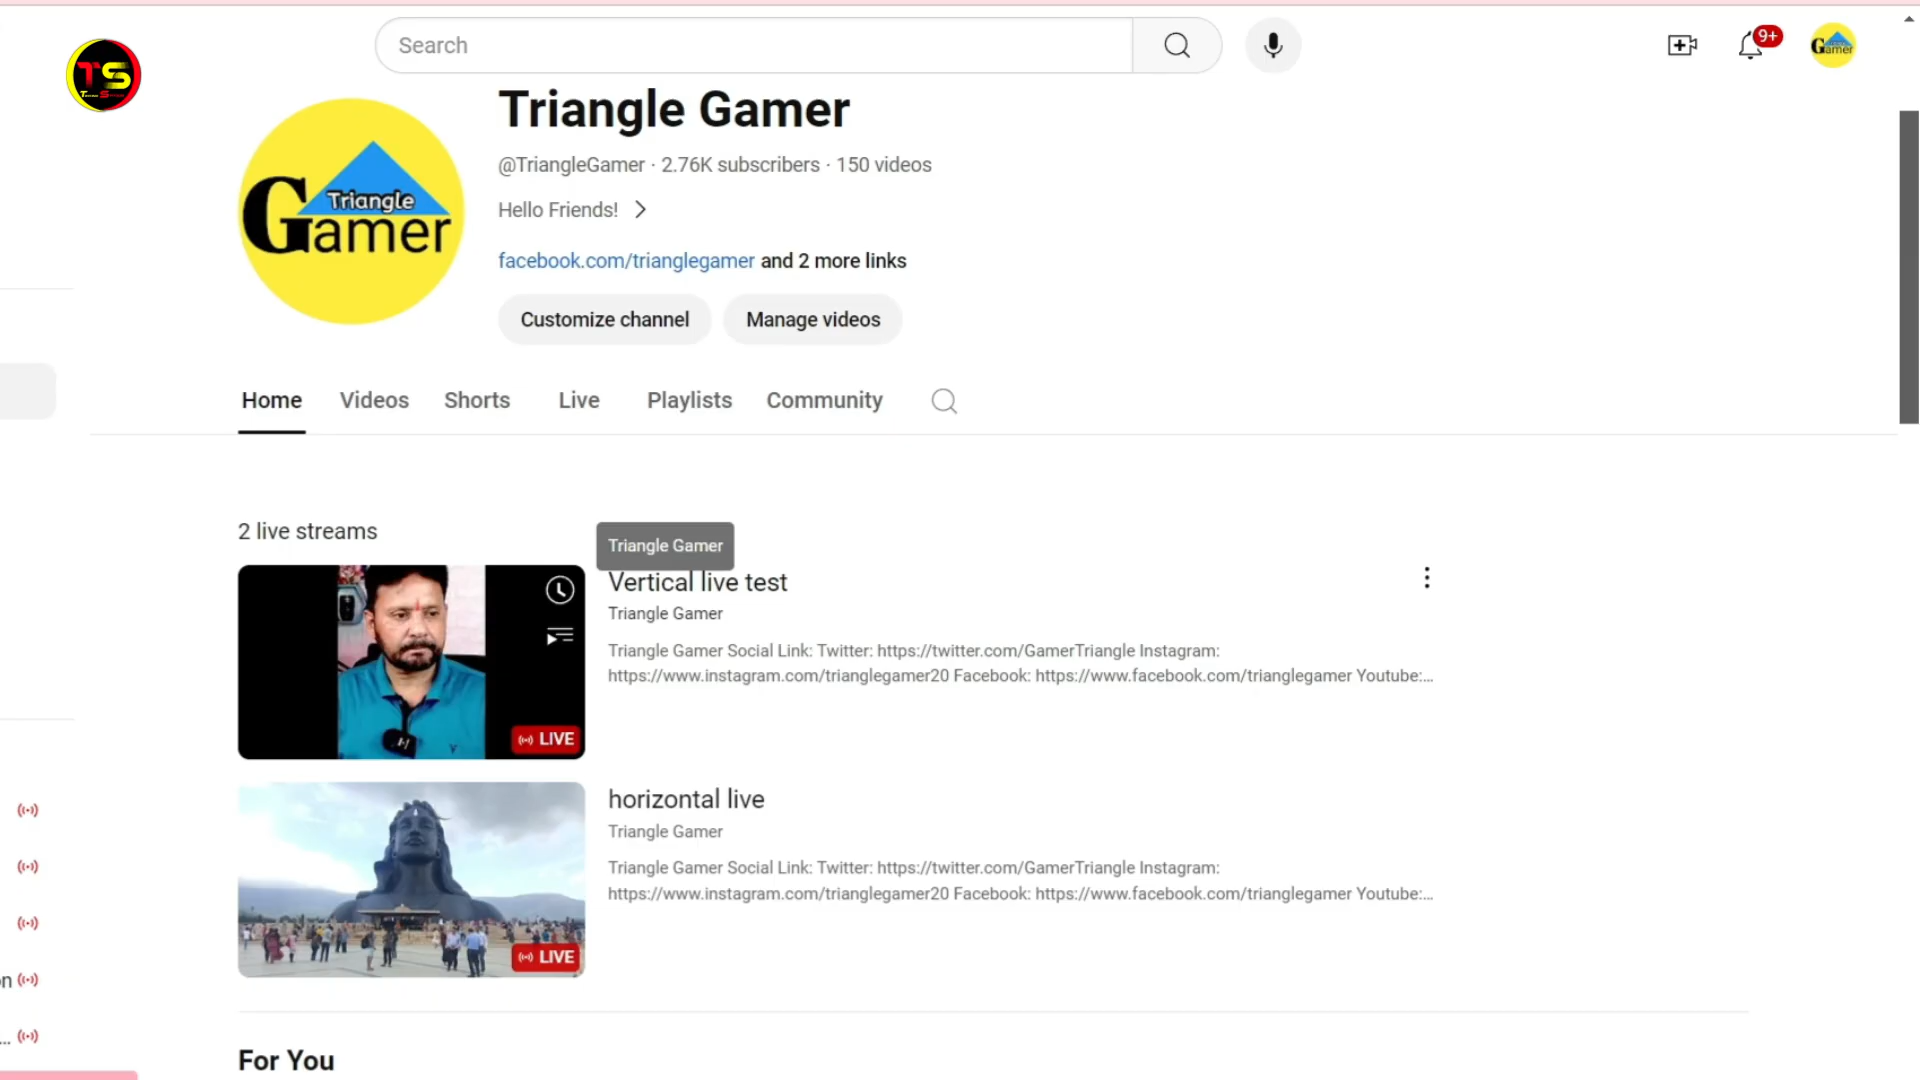 Search
9+
Gamer
TS
Triangle Gamer
@TriangleGamer · 2.76K subscribers · 150 videos
Triangle
Gamer
Hello Friends!
facebook.com/trianglegamer and 2 more links
Customize channel
Manage videos
Home
Videos
Shorts
Live
Playlists
Community
2 live streams
Triangle Gamer
Vertical live test
Triangle Gamer
Triangle Gamer Social Link: Twitter: https://twitter.com/GamerTriangle Instagram:
https://www.instagram.com/trianglegamer20 Facebook: https://www.facebook.com/trianglegamer Youtube:...
LIVE
horizontal live
Triangle Gamer
Triangle Gamer Social Link: Twitter: https://twitter.com/GamerTriangle Instagram:
https://www.instagram.com/trianglegamer20 Facebook: https://www.facebook.com/trianglegamer Youtube:...
LIVE
on
...
For You